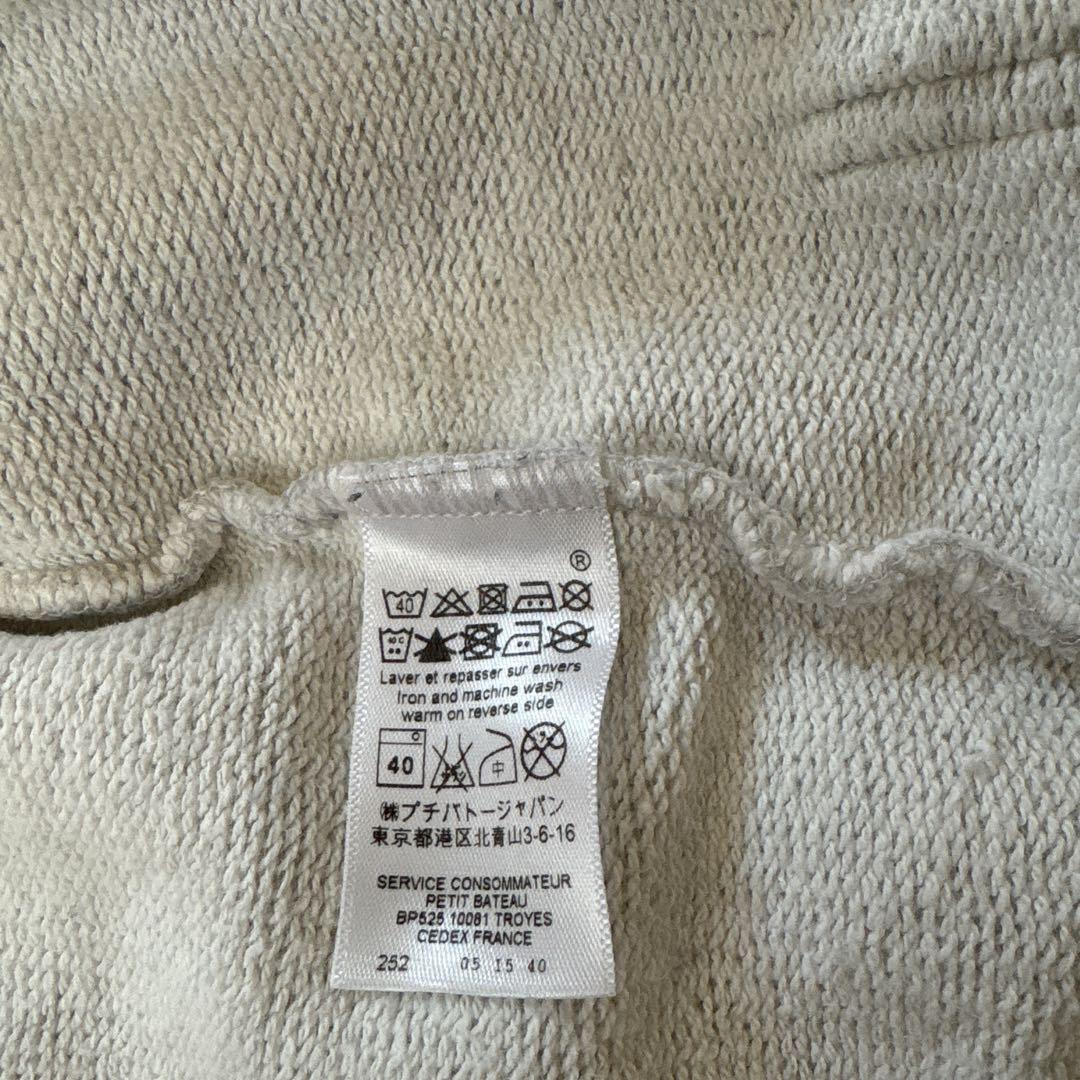 ®
40
40 C
Laver et repasser sur envers
Iron and machine wash
warm on reverse side
40 中
㈱プチバトージャパン
東京都港区北青山3-6-16
SERVICE CONSOMMATEUR
PETIT BATEAU
BP525 10081 TROYES
CEDEX FRANCE
252 05 15 40